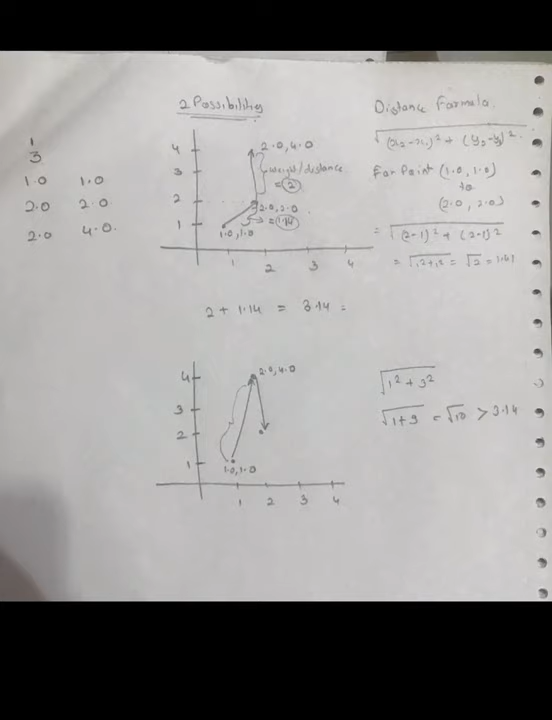 2 Possibility
1
3
1.0 1.0
2.0 2.0
2.0 4.0.
4
3
2
1
2.0, 4.0
weight/distance
= 2
2.0, 2.0
= 1.14
1.0, 1.0
1 2 3 4
Distance Formula.
√(x₂-x₁)² + (y₂-y₁)².
For Point (1.0, 1.0)
to
(2.0, 2.0)
= √(2-1)² + (2-1)²
= √1²+1² = √2 =
2 + 1.14 = 3.14 =
4
3
2
1
2.0, 4.0
1.0, 1.0
1 2 3 4
√1² + 3²
√1+9 = √10 > 3.14